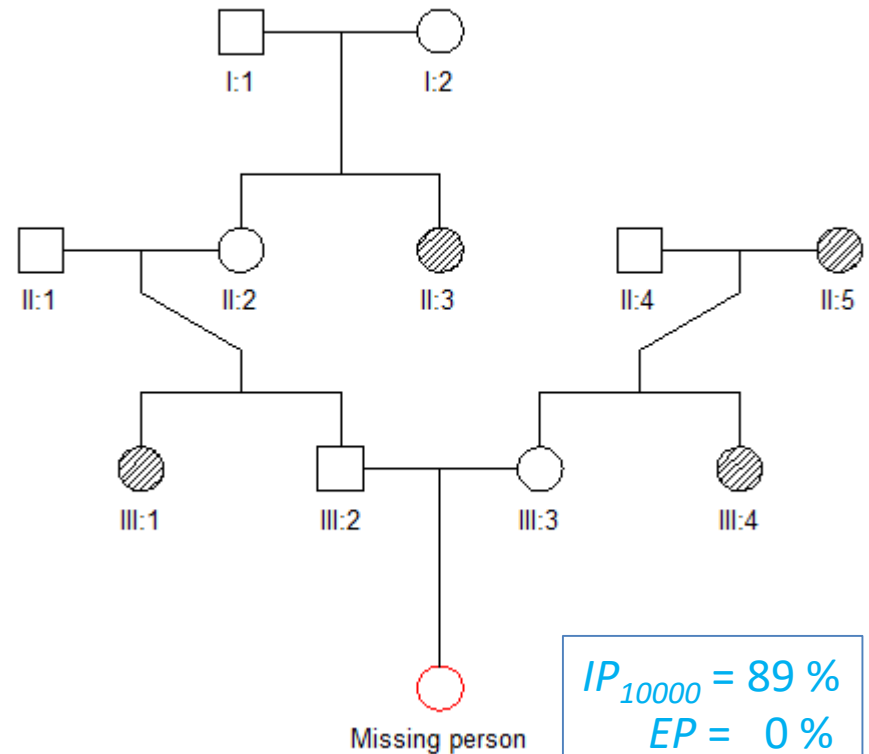 I:1 I:2
II:1 II:2 II:3 II:4 II:5
III:1 III:2 III:3 III:4
Missing person
IP10000 = 89 %
EP = 0 %